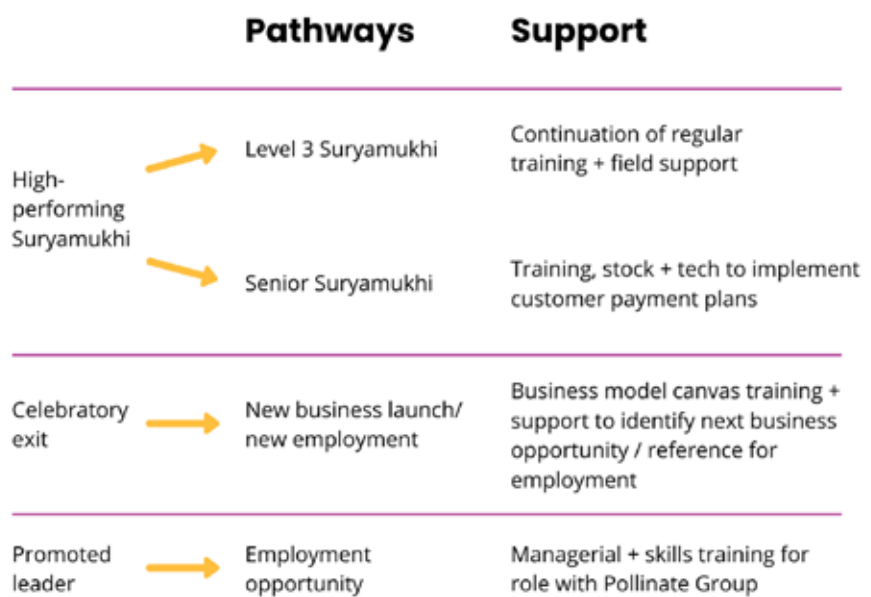 Pathways
Support
High-
performing
Suryamukhi
Level 3 Suryamukhi
Continuation of regular
training + field support
Senior Suryamukhi
Training, stock + tech to implement
customer payment plans
Celebratory
exit
New business launch/
new employment
Business model canvas training +
support to identify next business
opportunity / reference for
employment
Promoted
leader
Employment
opportunity
Managerial + skills training for
role with Pollinate Group